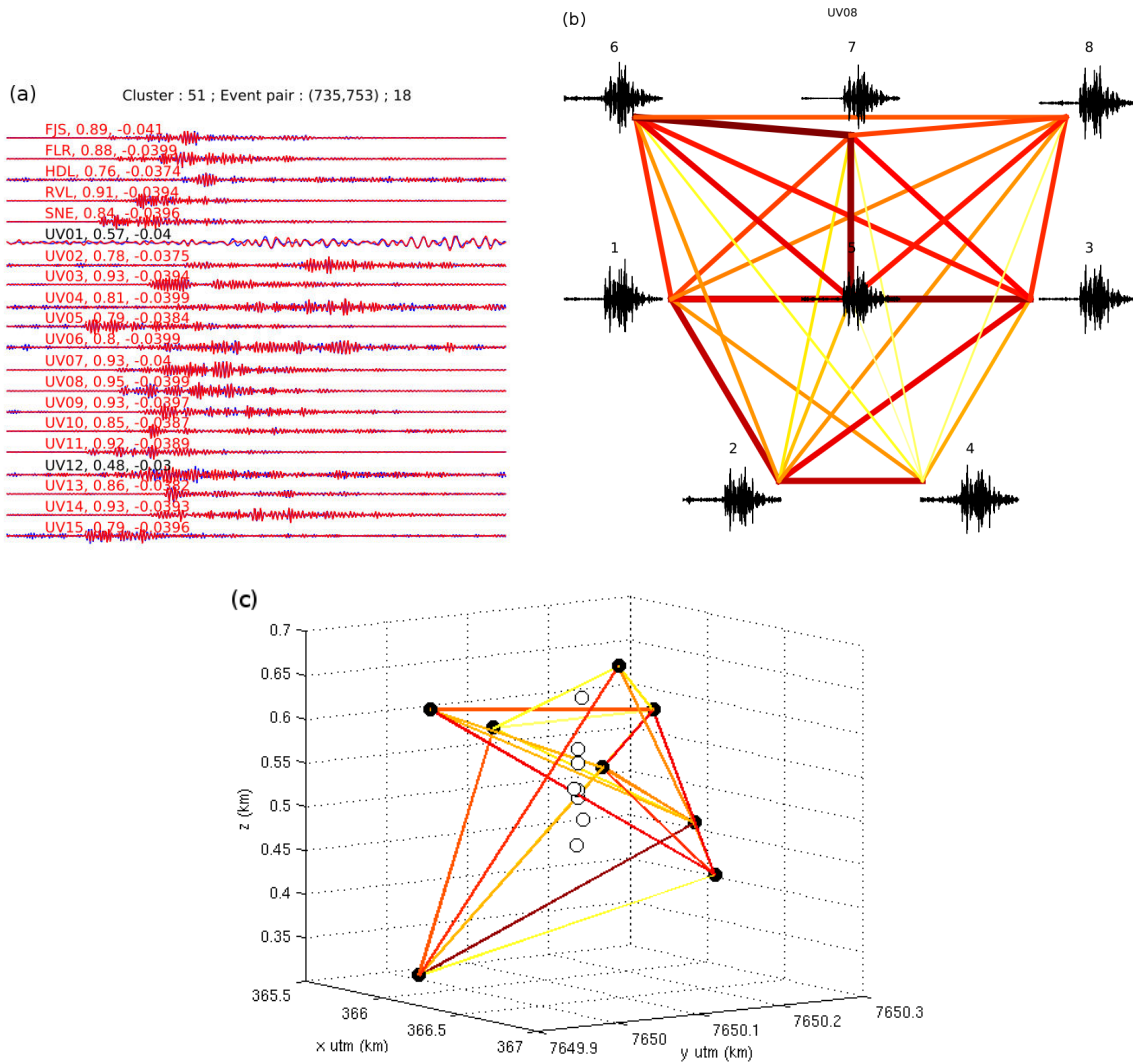 (a)
Cluster : 51 ; Event pair : (735,753) ; 18
FJS, 0.89, -0.041
FLR, 0.88, -0.0399
HDL, 0.76, -0.0374
RVL, 0.91, -0.0394
SNE, 0.84, -0.0396
UV01, 0.57, -0.04
UV02, 0.78, -0.0375
UV03, 0.93, -0.0394
UV04, 0.81, -0.0399
UV05, 0.79, -0.0384
UV06, 0.8, -0.0399
UV07, 0.93, -0.04
UV08, 0.95, -0.0399
UV09, 0.93, -0.0397
UV10, 0.85, -0.0387
UV11, 0.92, -0.0389
UV12, 0.48, -0.03
UV13, 0.86, -0.0382
UV14, 0.93, -0.0393
UV15, 0.79, -0.0396
(b)
UV08
6
7
8
1
5
3
2
4
(c)
0.7
0.65
0.6
0.55
0.5
0.45
0.4
0.35
z (km)
365.5
366
366.5
367
x utm (km)
7649.9
7650
7650.1
7650.2
7650.3
y utm (km)